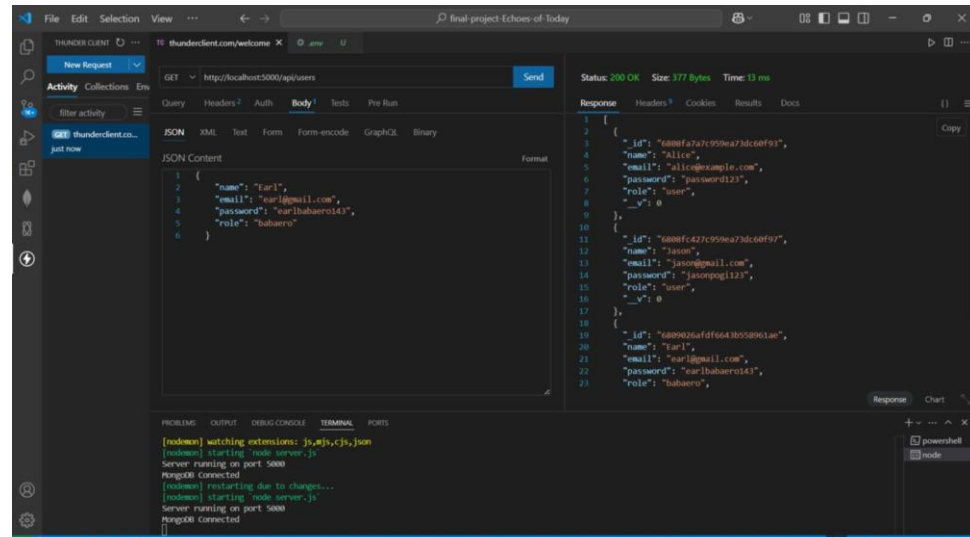 File Edit Selection View ··· final-project-Echoes-of-Today
THUNDER CLIENT ··· thunderclient.com/welcome .env U
New Request
Activity Collections Env
filter activity
GET thunderclient.co...
just now
GET http://localhost:5000/api/users Send
Query Headers 2 Auth Body 1 Tests Pre Run
JSON XML Text Form Form-encode GraphQL Binary
JSON Content Format
1 {
2 "name": "Earl",
3 "email": "earl@gmail.com",
4 "password": "earlbabaero143",
5 "role": "babaero"
6 }
Status: 200 OK Size: 377 Bytes Time: 13 ms
Response Headers 9 Cookies Results Docs {}
Copy
1 [
2 {
3 "_id": "6808fa7a7c959ea73dc60f93",
4 "name": "Alice",
5 "email": "alice@example.com",
6 "password": "password123",
7 "role": "user",
8 "__v": 0
9 },
10 {
11 "_id": "6808fc427c959ea73dc60f97",
12 "name": "Jason",
13 "email": "jason@gmail.com",
14 "password": "jasonpogi123",
15 "role": "user",
16 "__v": 0
17 },
18 {
19 "_id": "6809026afdf6643b558961ae",
20 "name": "Earl",
21 "email": "earl@gmail.com",
22 "password": "earlbabaero143",
23 "role": "babaero",
Response Chart
PROBLEMS OUTPUT DEBUG CONSOLE TERMINAL PORTS
[nodemon] watching extensions: js,mjs,cjs,json
[nodemon] starting `node server.js`
Server running on port 5000
MongoDB Connected
[nodemon] restarting due to changes...
[nodemon] starting `node server.js`
Server running on port 5000
MongoDB Connected
powershell
node